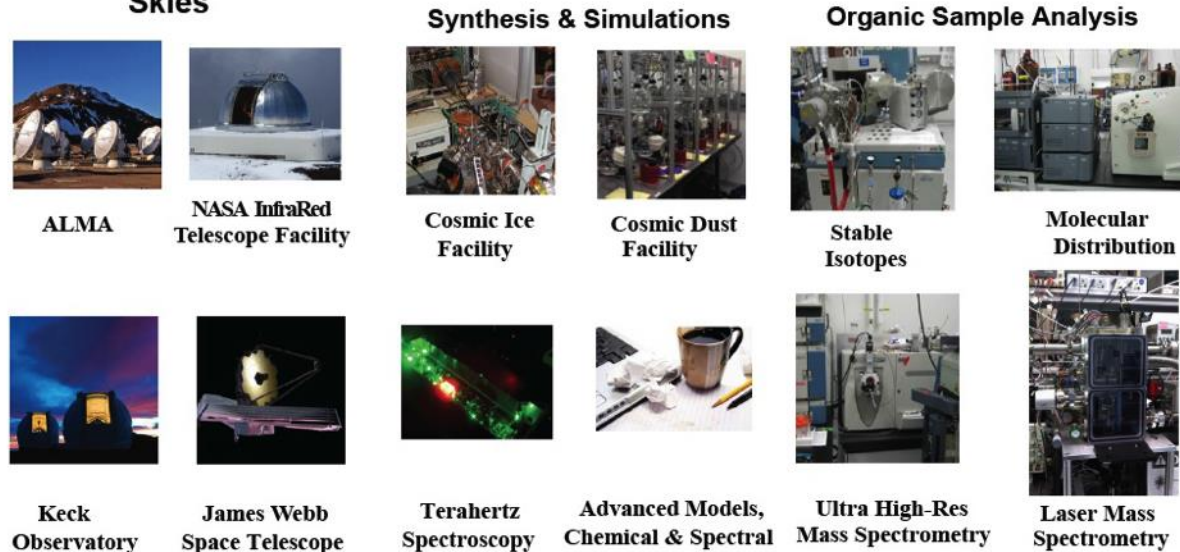 Skies
Synthesis & Simulations
Organic Sample Analysis
ALMA
NASA InfraRed
Telescope Facility
Cosmic Ice
Facility
Cosmic Dust
Facility
Stable
Isotopes
Molecular
Distribution
Keck
Observatory
James Webb
Space Telescope
Terahertz
Spectroscopy
Advanced Models,
Chemical & Spectral
Ultra High-Res
Mass Spectrometry
Laser Mass
Spectrometry